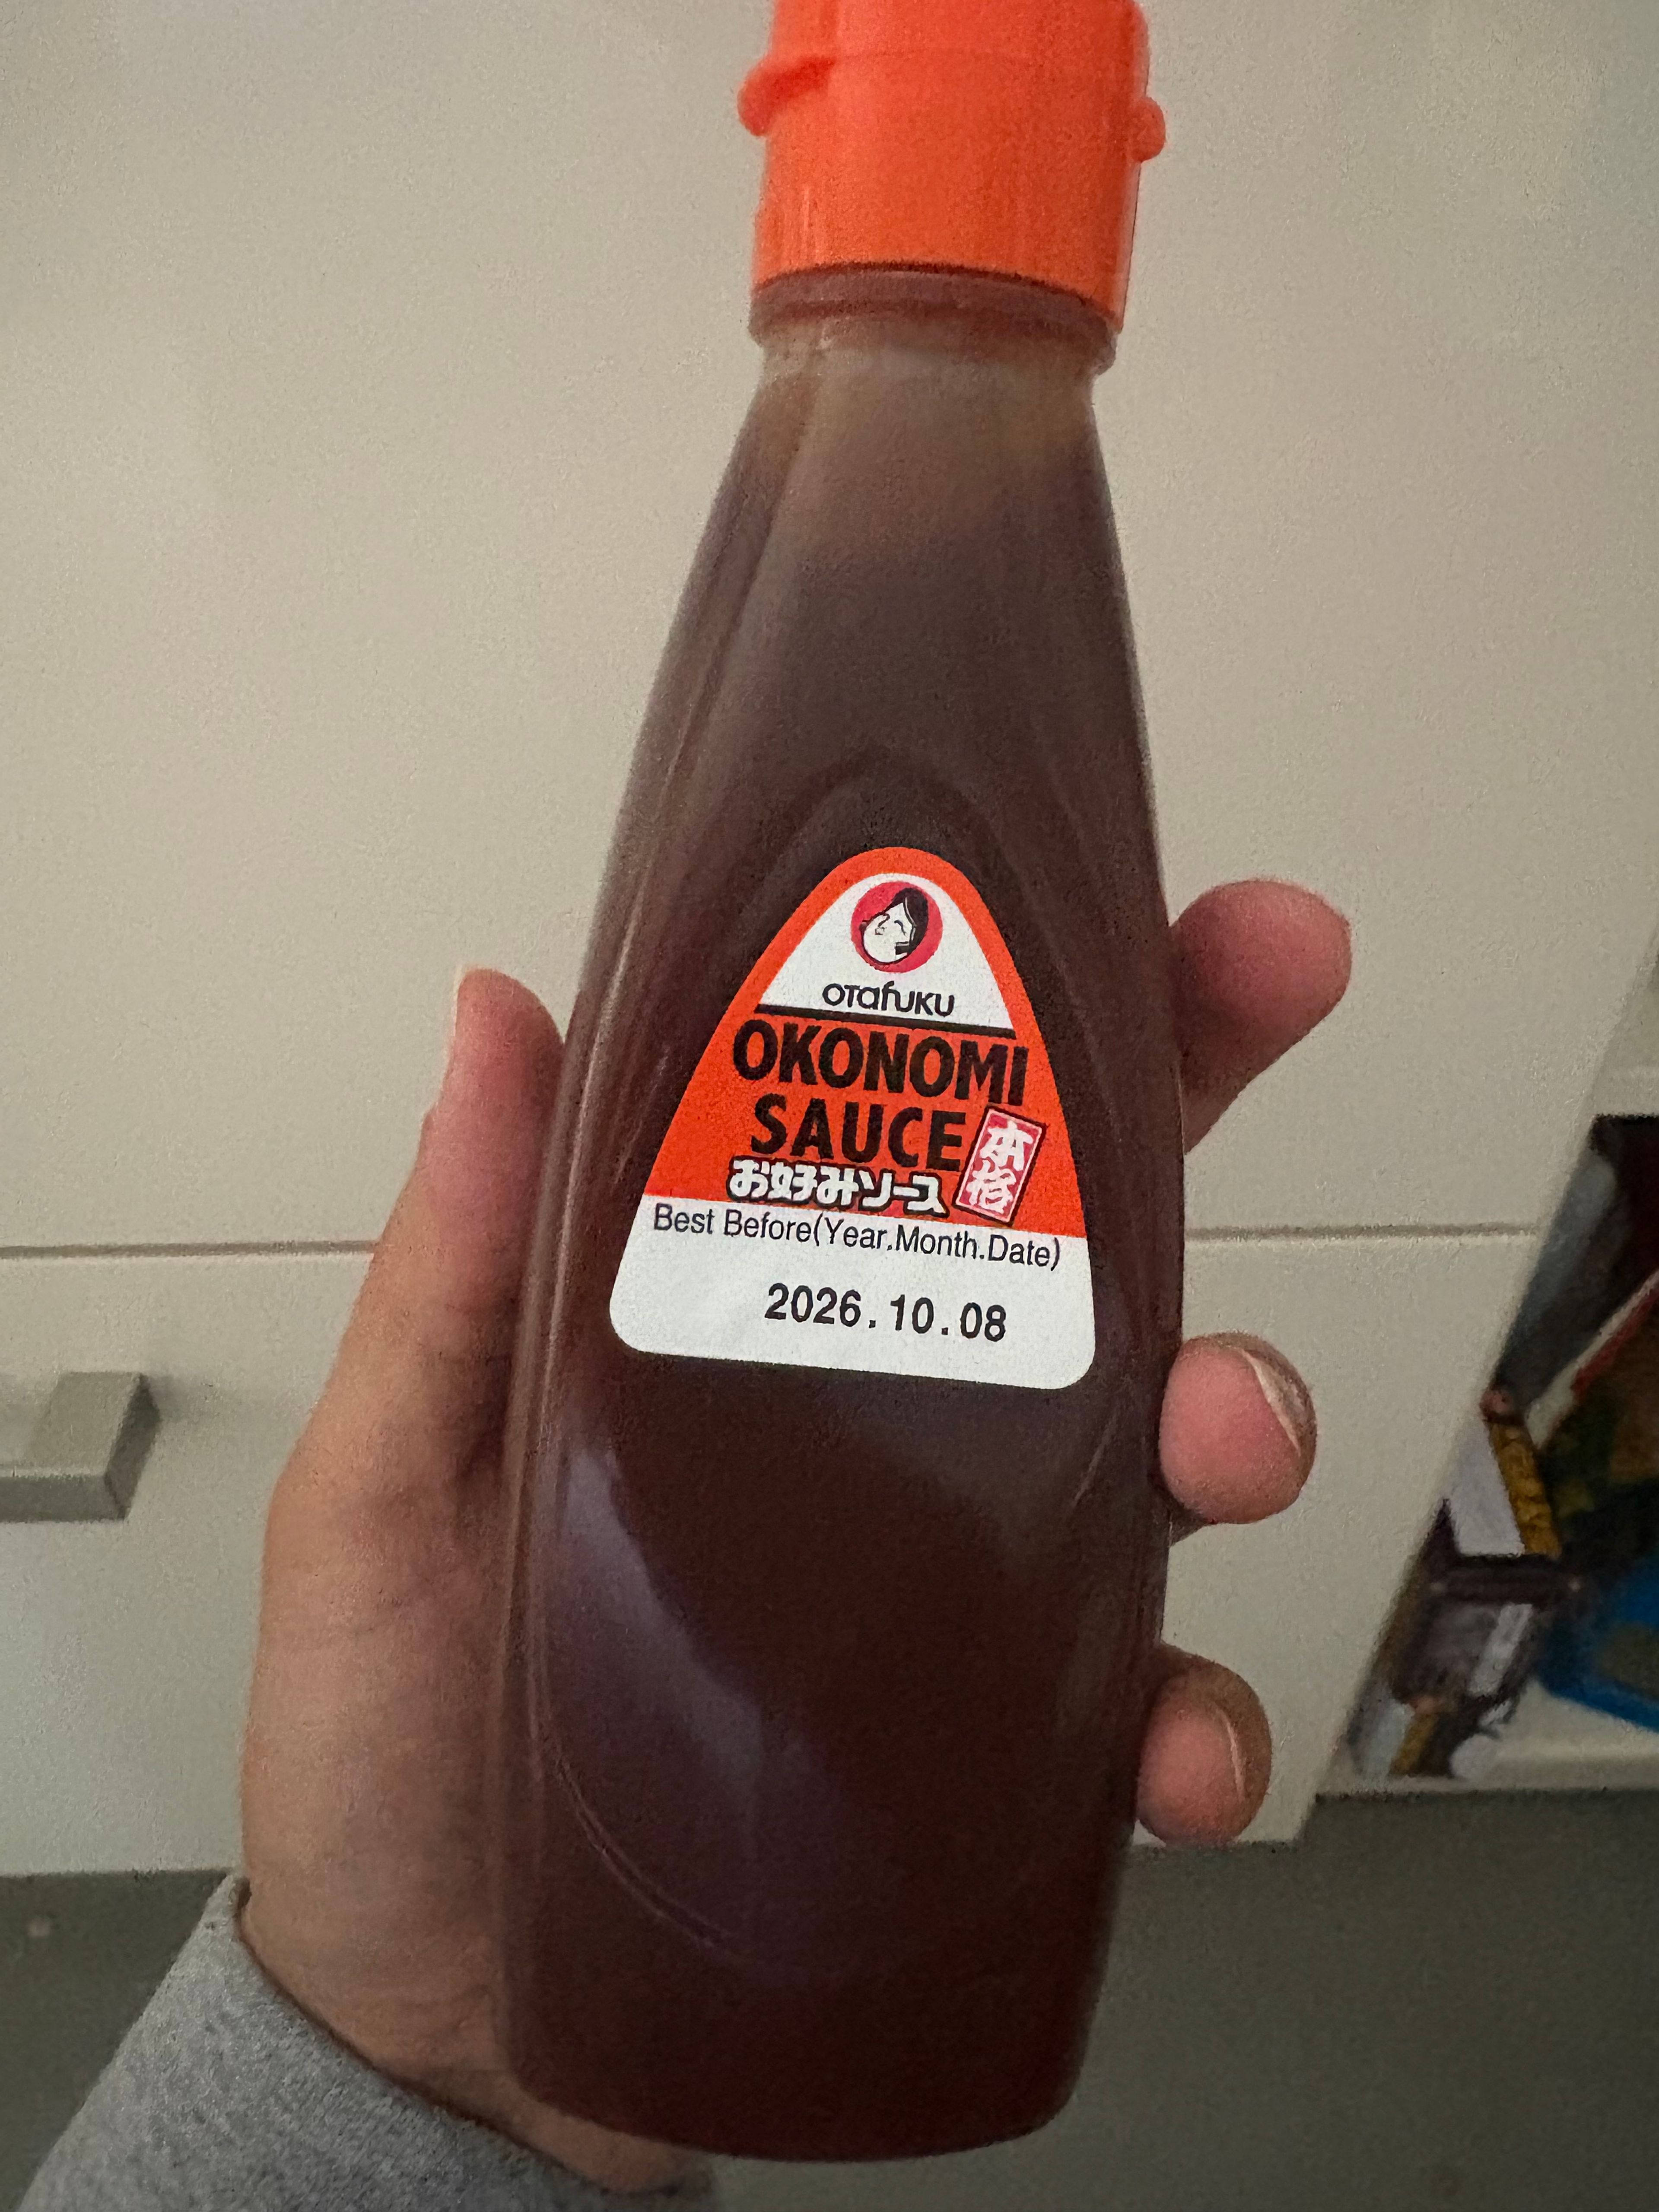 OTafUKU
OKONOMI
SAUCE
本格
お好みソース
Best Before(Year.Month.Date)
2026.10.08